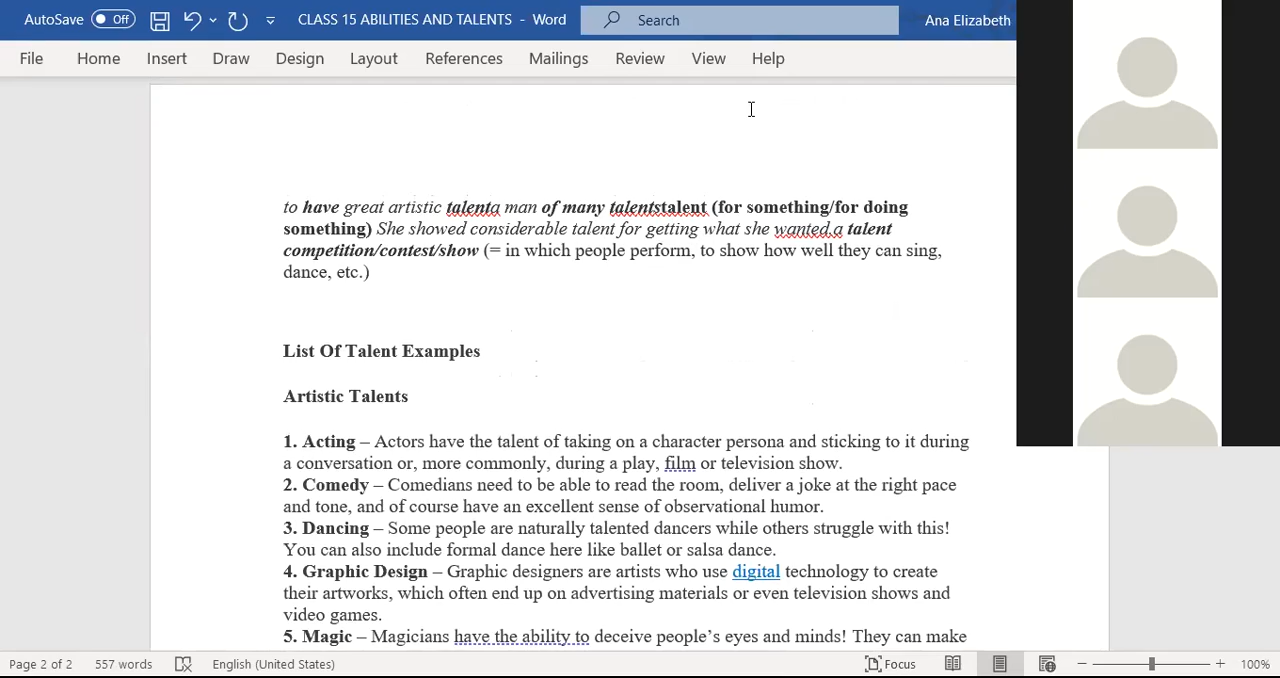 AutoSave Off CLASS 15 ABILITIES AND TALENTS - Word Search Ana Elizabeth
File Home Insert Draw Design Layout References Mailings Review View Help
to have great artistic talenta man of many talentstalent (for something/for doing
something) She showed considerable talent for getting what she wanted.a talent
competition/contest/show (= in which people perform, to show how well they can sing,
dance, etc.)
List Of Talent Examples
Artistic Talents
1. Acting – Actors have the talent of taking on a character persona and sticking to it during
a conversation or, more commonly, during a play, film or television show.
2. Comedy – Comedians need to be able to read the room, deliver a joke at the right pace
and tone, and of course have an excellent sense of observational humor.
3. Dancing – Some people are naturally talented dancers while others struggle with this!
You can also include formal dance here like ballet or salsa dance.
4. Graphic Design – Graphic designers are artists who use digital technology to create
their artworks, which often end up on advertising materials or even television shows and
video games.
5. Magic – Magicians have the ability to deceive people’s eyes and minds! They can make
Page 2 of 2 557 words English (United States) Focus 100%